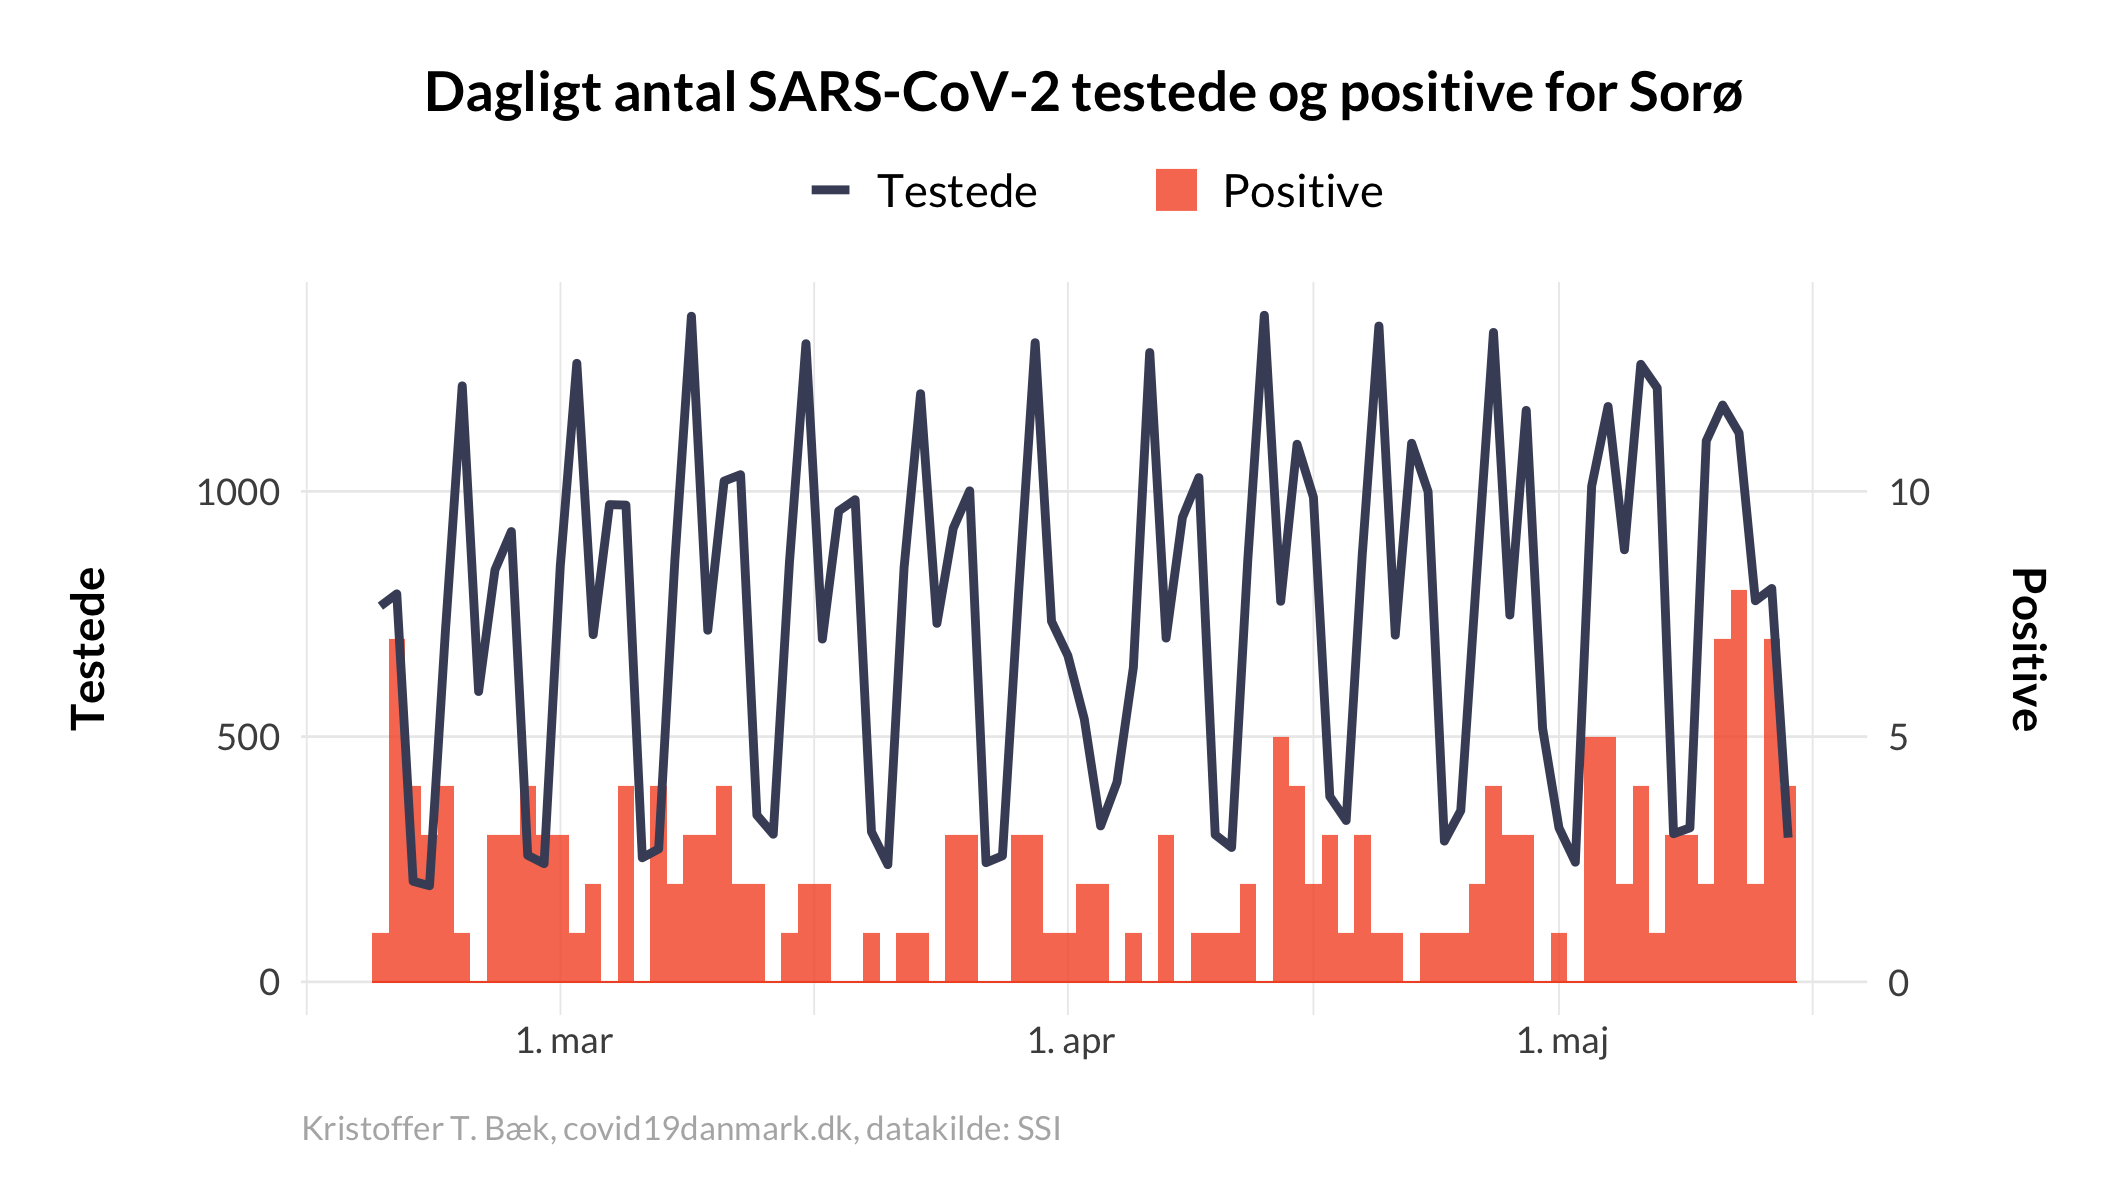 Dagligt antal SARS-CoV-2 testede og positive for Sorø
Testede
Positive
1000
500
0
10
5
0
Testede
Positive
1. mar
1. apr
1. maj
Kristoffer T. Bæk, covid19danmark.dk, datakilde: SSI